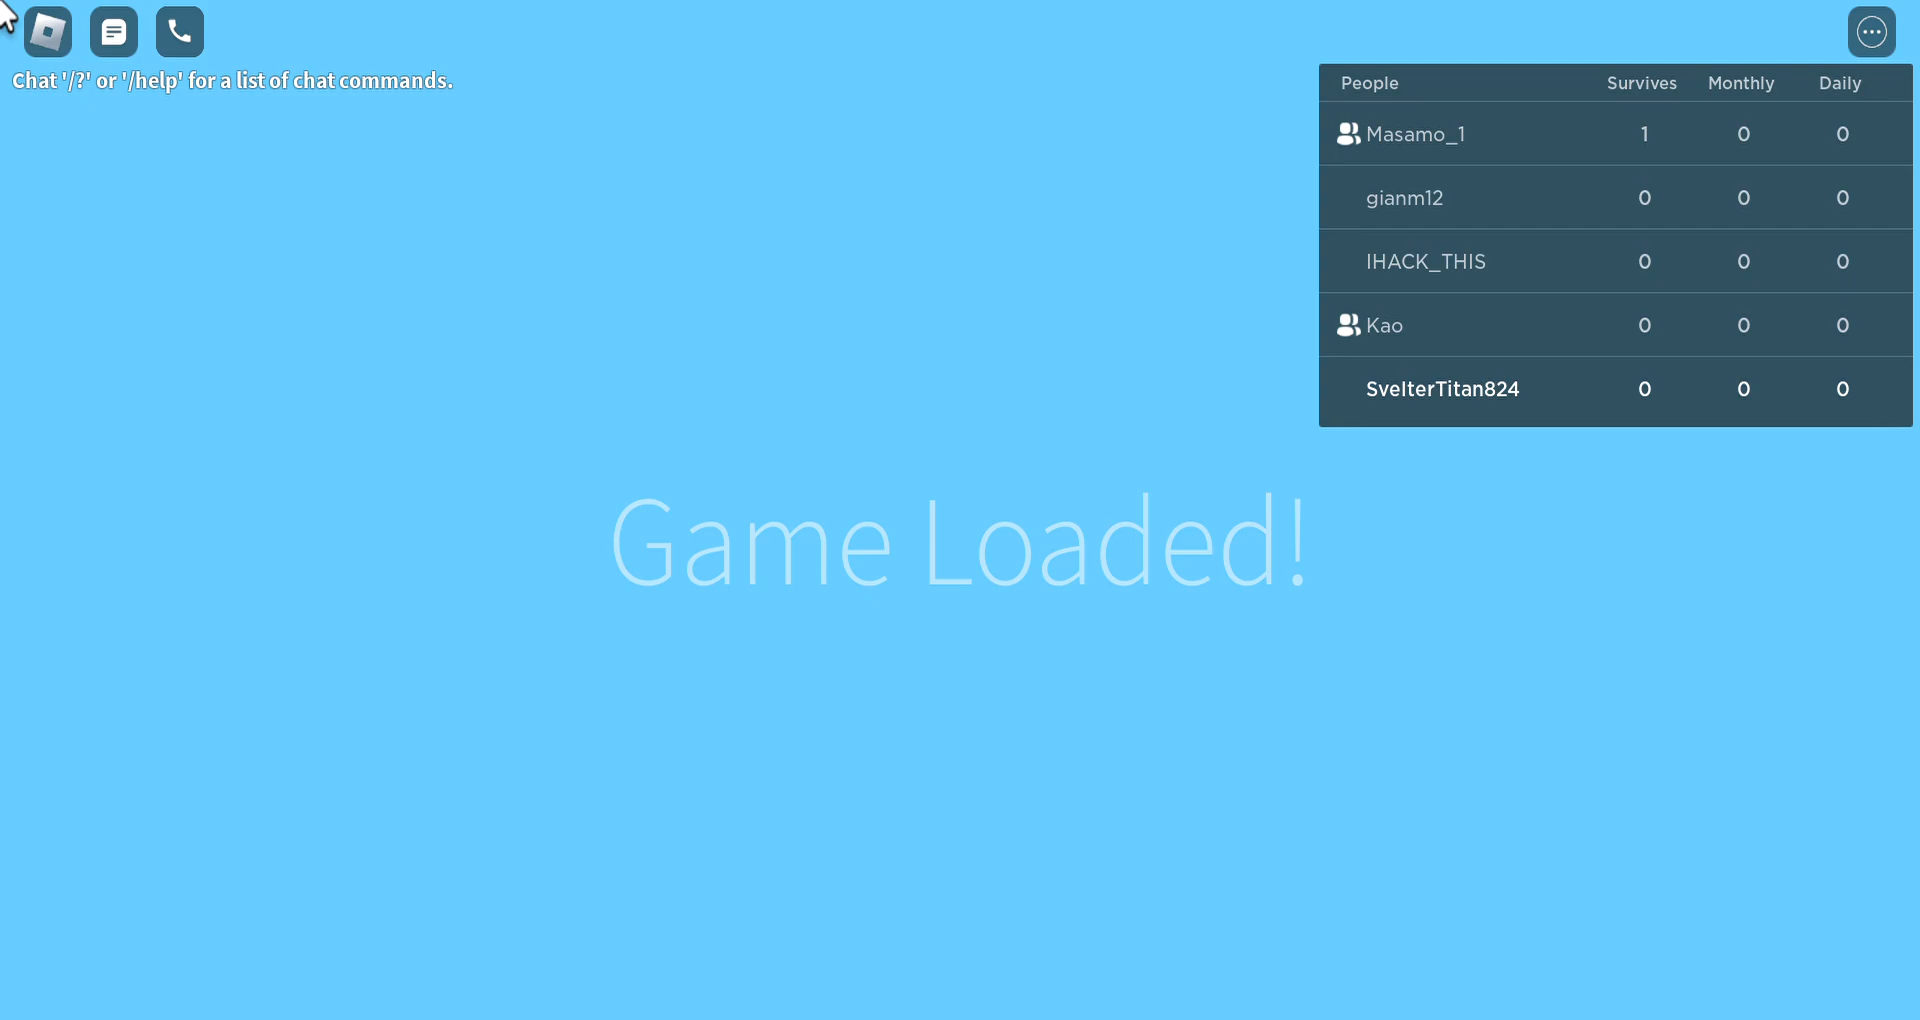 Chat '/?' or '/help' for a list of chat commands.
People Survives Monthly Daily
Masamo_1 1 0 0
gianm12 0 0 0
IHACK_THIS 0 0 0
Kao 0 0 0
SvelterTitan824 0 0 0
Game Loaded!